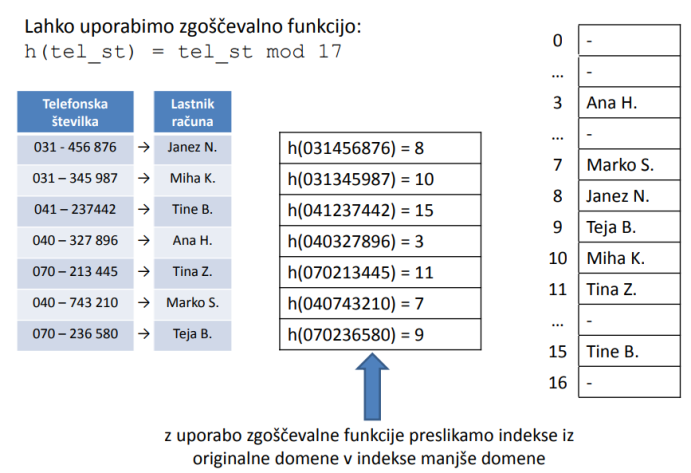 Lahko uporabimo zgoščevalno funkcijo:
h(tel_st) = tel_st mod 17
Telefonska številka Lastnik računa
031 - 456 876 → Janez N.
031 – 345 987 → Miha K.
041 – 237442 → Tine B.
040 – 327 896 → Ana H.
070 – 213 445 → Tina Z.
040 – 743 210 → Marko S.
070 – 236 580 → Teja B.
h(031456876) = 8
h(031345987) = 10
h(041237442) = 15
h(040327896) = 3
h(070213445) = 11
h(040743210) = 7
h(070236580) = 9
0 -
... -
3 Ana H.
... -
7 Marko S.
8 Janez N.
9 Teja B.
10 Miha K.
11 Tina Z.
... -
15 Tine B.
16 -
z uporabo zgoščevalne funkcije preslikamo indekse iz
originalne domene v indekse manjše domene